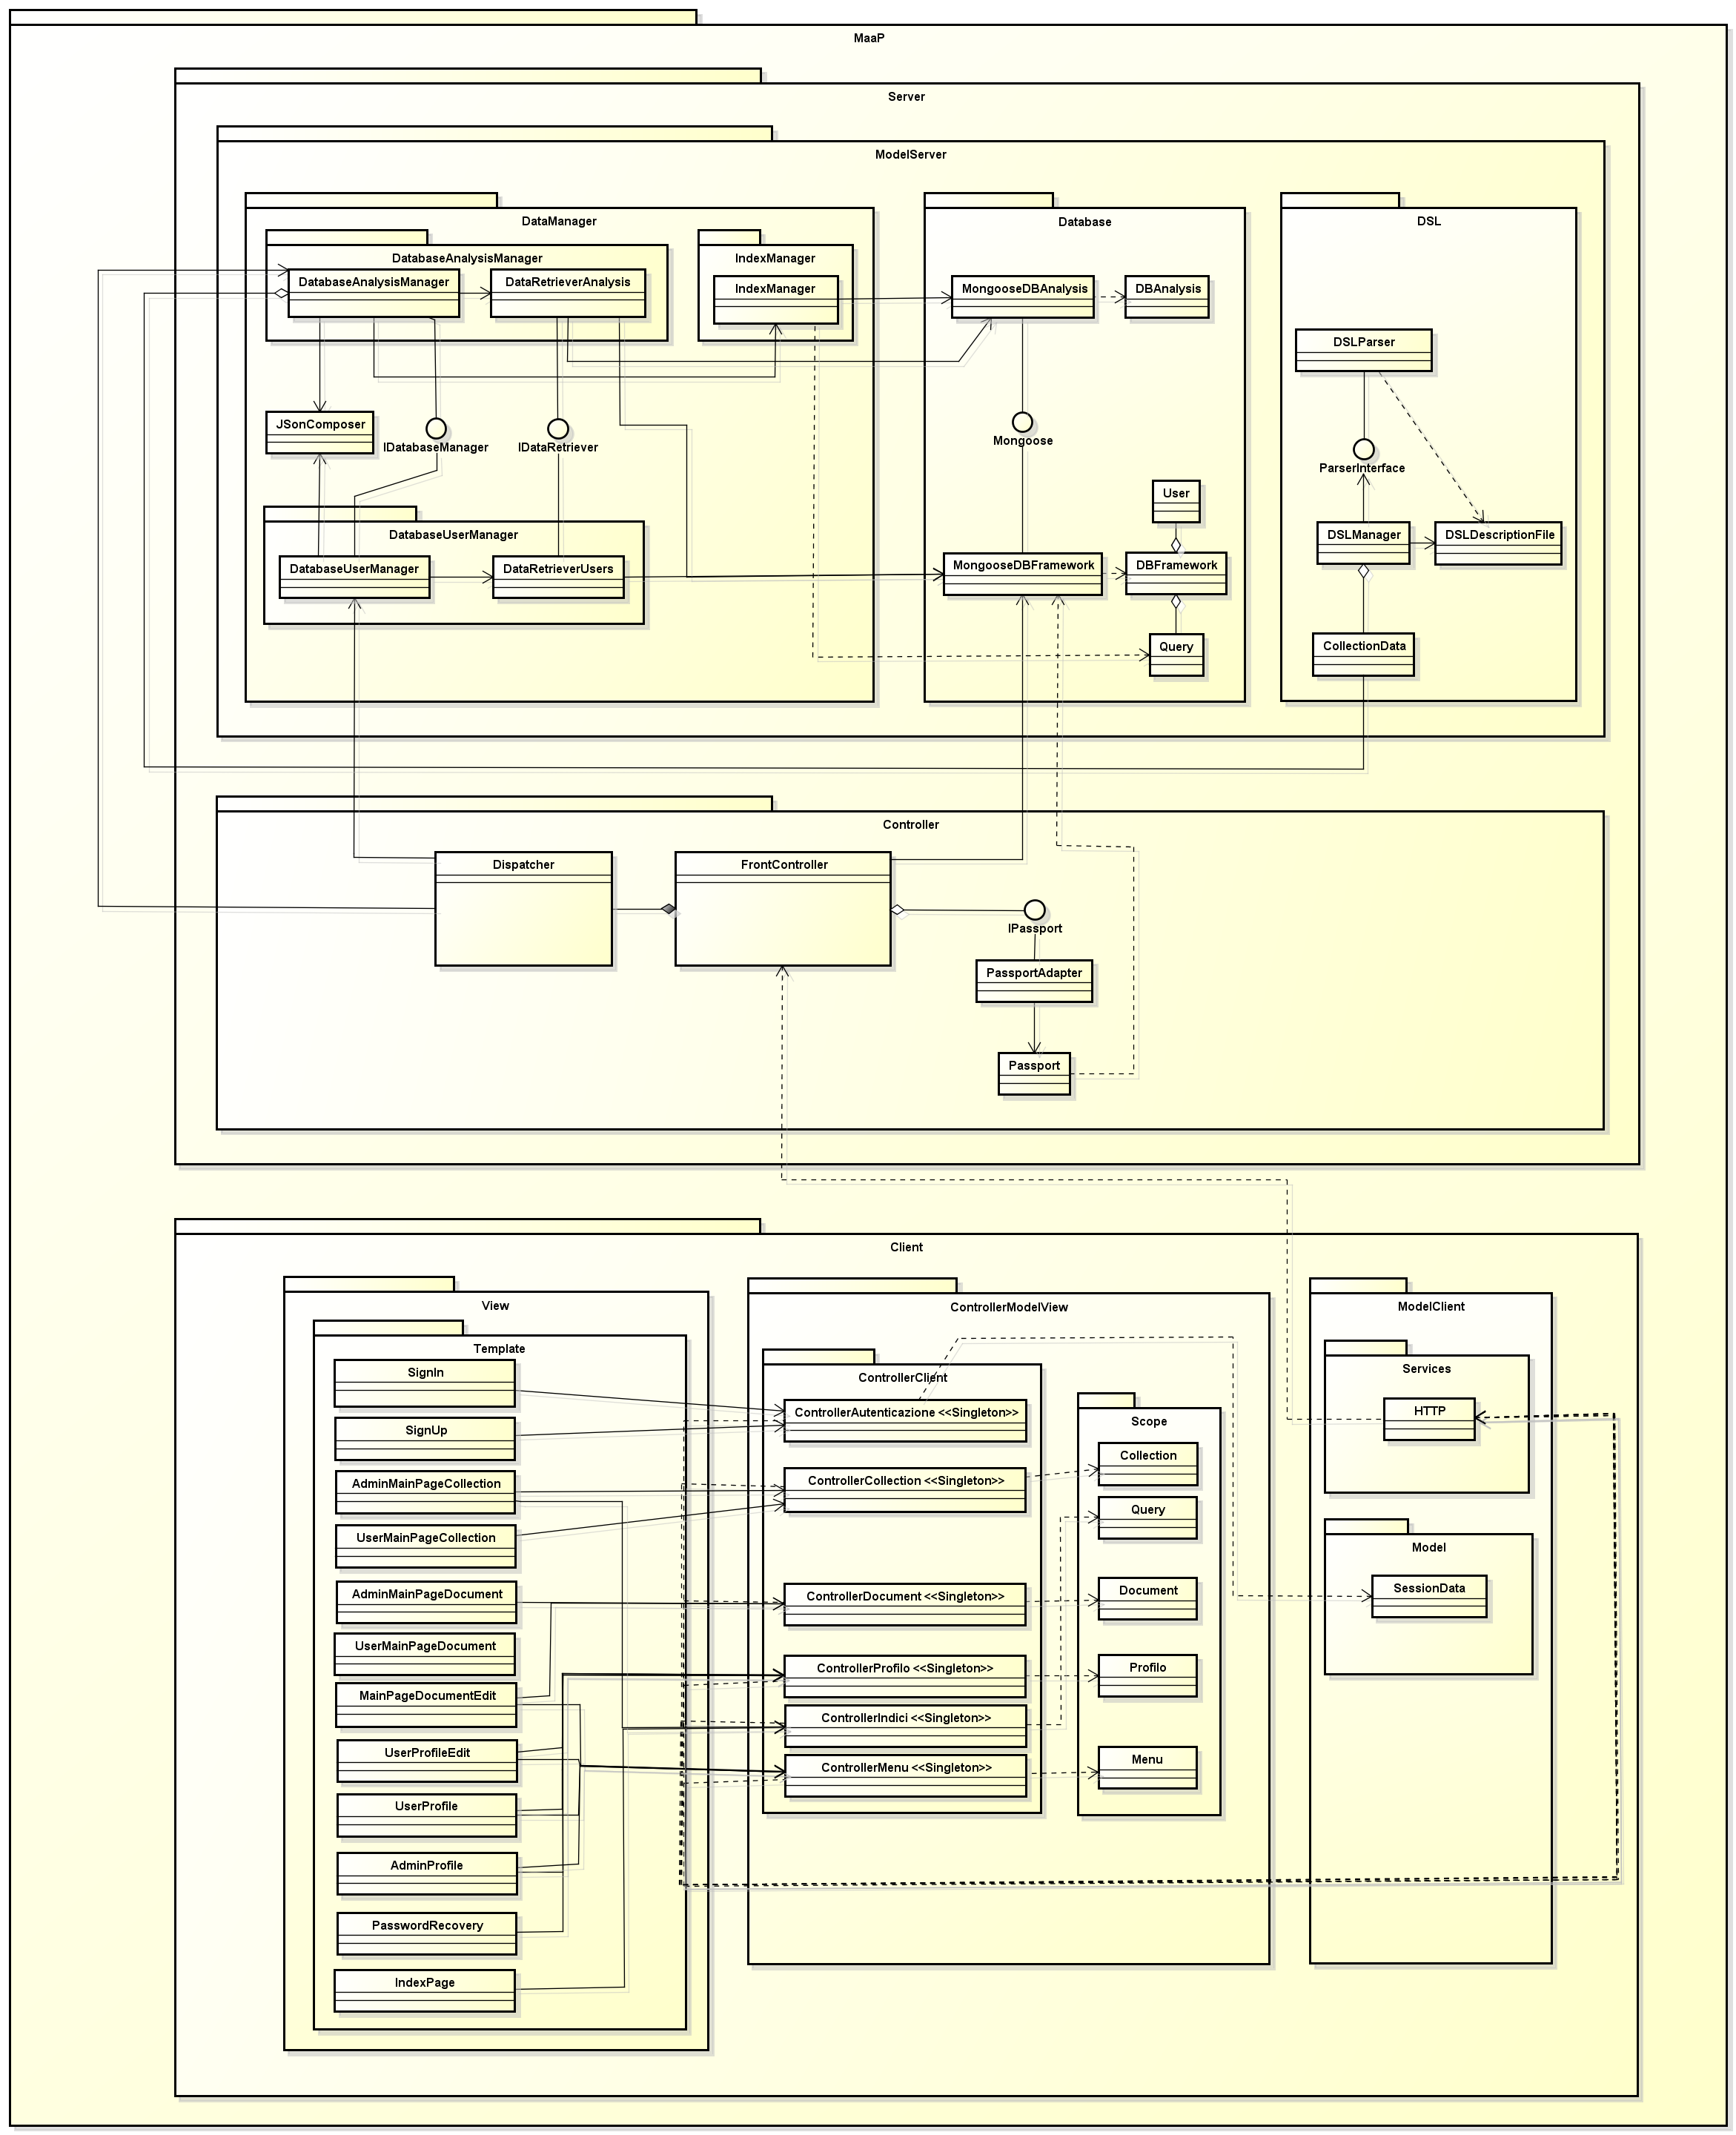 MaaP
Server
ModelServer
DataManager
Database
DSL
DatabaseAnalysisManager
IndexManager
DatabaseAnalysisManager
DataRetrieverAnalysis
IndexManager
MongooseDBAnalysis
DBAnalysis
DSLParser
JSonComposer
IDatabaseManager
IDataRetriever
Mongoose
ParserInterface
User
DatabaseUserManager
DSLManager
DSLDescriptionFile
DatabaseUserManager
DataRetrieverUsers
MongooseDBFramework
DBFramework
Query
CollectionData
Controller
Dispatcher
FrontController
IPassport
PassportAdapter
Passport
Client
View
ControllerModelView
ModelClient
Template
Services
SignIn
ControllerClient
ControllerAutenticazione <<Singleton>>
HTTP
Scope
SignUp
Collection
AdminMainPageCollection
ControllerCollection <<Singleton>>
Query
UserMainPageCollection
Model
AdminMainPageDocument
ControllerDocument <<Singleton>>
Document
SessionData
UserMainPageDocument
ControllerProfilo <<Singleton>>
Profilo
MainPageDocumentEdit
ControllerIndici <<Singleton>>
UserProfileEdit
ControllerMenu <<Singleton>>
Menu
UserProfile
AdminProfile
PasswordRecovery
IndexPage